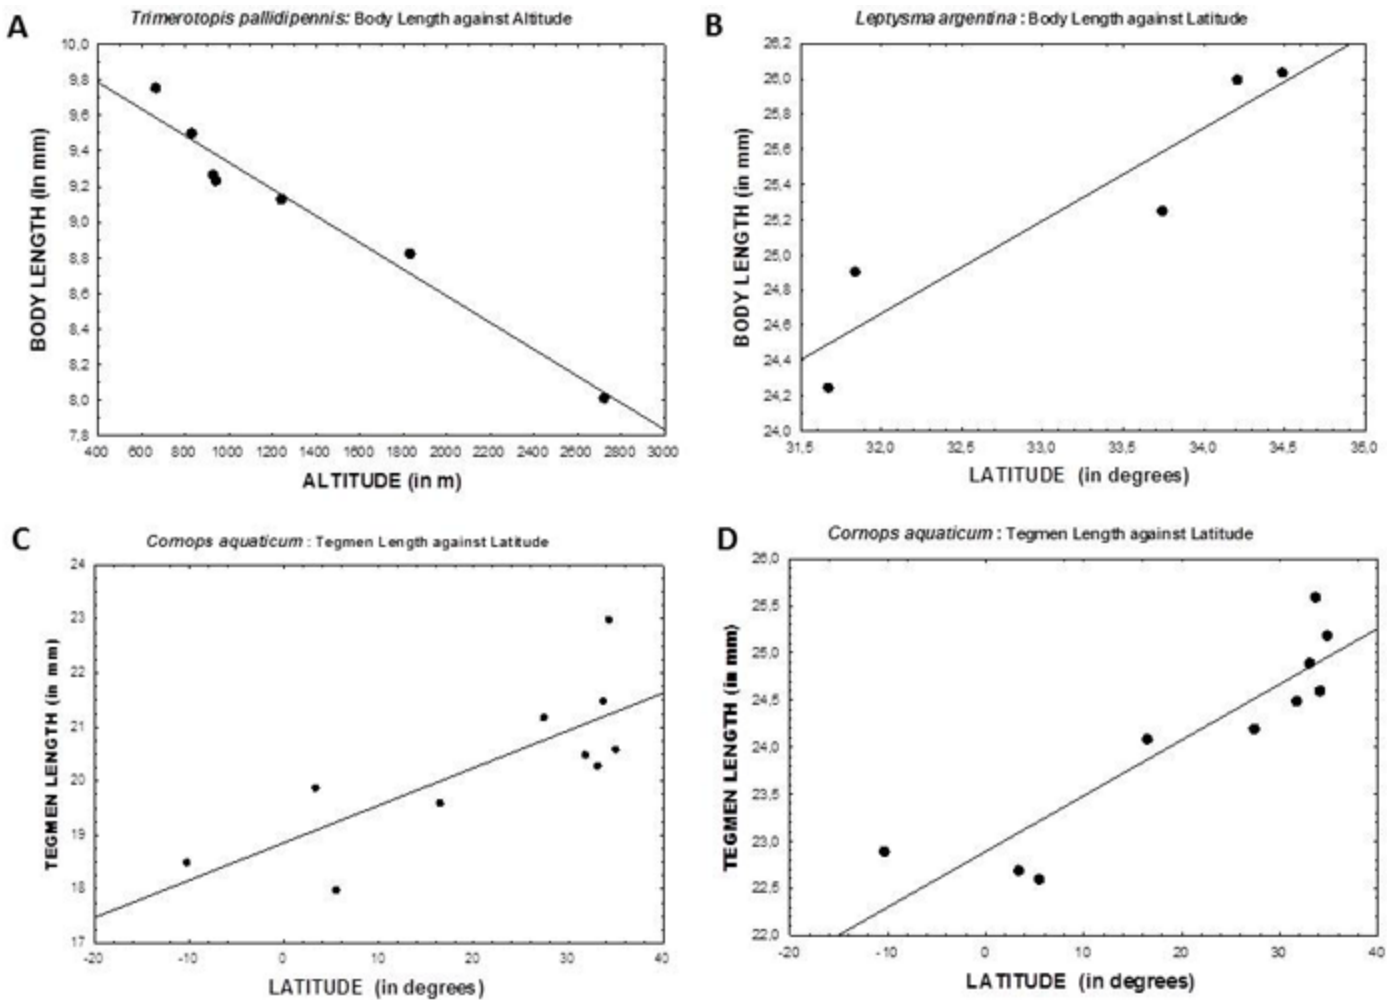 A
Trimerotopis pallidipennis: Body Length against Altitude
BODY LENGTH (in mm)
10,0
9,8
9,6
9,4
9,2
9,0
8,8
8,6
8,4
8,2
8,0
7,8
400 600 800 1000 1200 1400 1600 1800 2000 2200 2400 2600 2800 3000
ALTITUDE (in m)
B
Leptysma argentina : Body Length against Latitude
BODY LENGTH (in mm)
26,2
26,0
25,8
25,6
25,4
25,2
25,0
24,8
24,6
24,4
24,2
24,0
31,5 32,0 32,5 33,0 33,5 34,0 34,5 35,0
LATITUDE (in degrees)
C
Cornops aquaticum : Tegmen Length against Latitude
TEGMEN LENGTH (in mm)
24
23
22
21
20
19
18
17
-20 -10 0 10 20 30 40
LATITUDE (in degrees)
D
Cornops aquaticum : Tegmen Length against Latitude
TEGMEN LENGTH (in mm)
26,0
25,5
25,0
24,5
24,0
23,5
23,0
22,5
22,0
-20 -10 0 10 20 30 40
LATITUDE (in degrees)